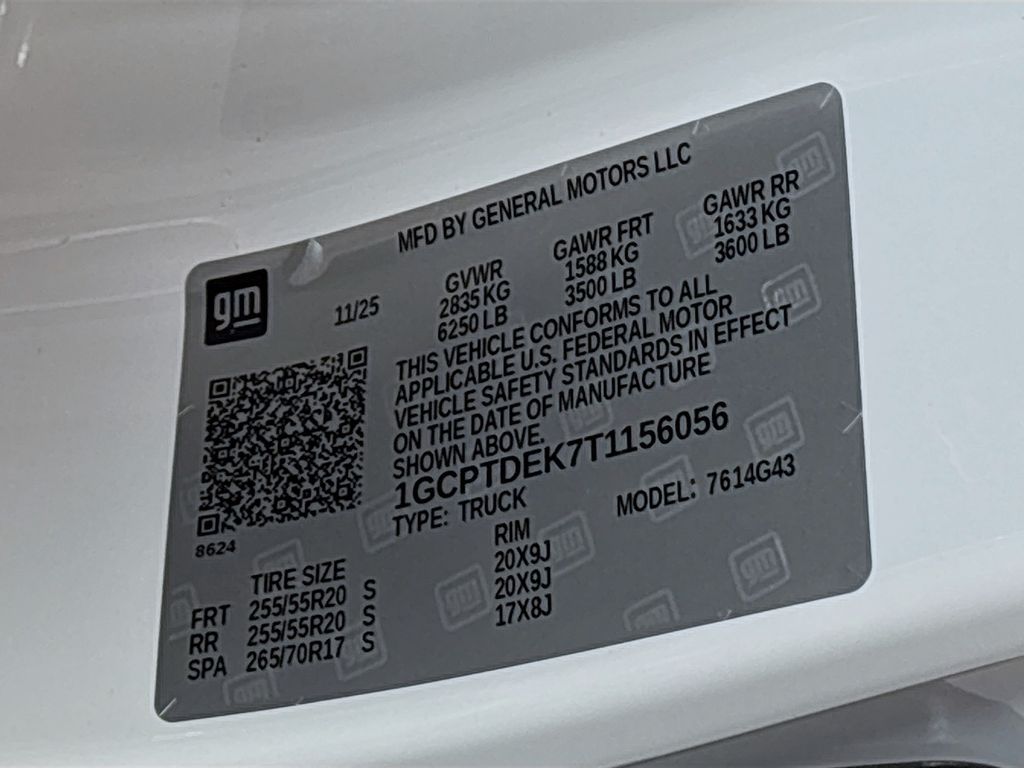 MFD BY GENERAL MOTORS LLC
gm
11/25
GVWR
2835 KG
6250 LB
GAWR FRT
1588 KG
3500 LB
GAWR RR
1633 KG
3600 LB
THIS VEHICLE CONFORMS TO ALL
APPLICABLE U.S. FEDERAL MOTOR
VEHICLE SAFETY STANDARDS IN EFFECT
ON THE DATE OF MANUFACTURE
SHOWN ABOVE.
1GCPTDEK7T1156056
TYPE: TRUCK
MODEL: 7614G43
8624
TIRE SIZE RIM
FRT 255/55R20 S 20X9J
RR 255/55R20 S 20X9J
SPA 265/70R17 S 17X8J